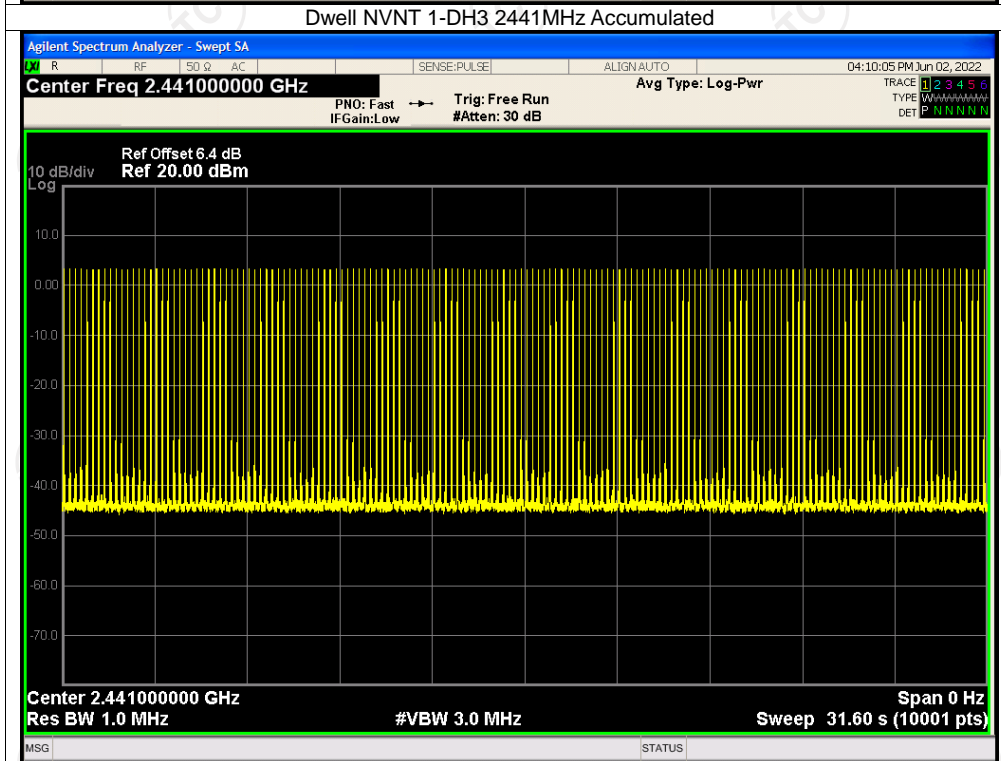 Dwell NVNT 1-DH3 2441MHz Accumulated
Agilent Spectrum Analyzer - Swept SA
LXI R RF 50 Ω AC SENSE:PULSE ALIGN AUTO 04:10:05 PM Jun 02, 2022
Center Freq 2.441000000 GHz
PNO: Fast
IFGain:Low
Trig: Free Run
#Atten: 30 dB
Avg Type: Log-Pwr
TRACE 1 2 3 4 5 6
TYPE W
DET P N N N N N
Ref Offset 6.4 dB
10 dB/div Ref 20.00 dBm
Log
10.0
0.00
-10.0
-20.0
-30.0
-40.0
-50.0
-60.0
-70.0
Center 2.441000000 GHz Span 0 Hz
Res BW 1.0 MHz #VBW 3.0 MHz Sweep 31.60 s (10001 pts)
MSG STATUS